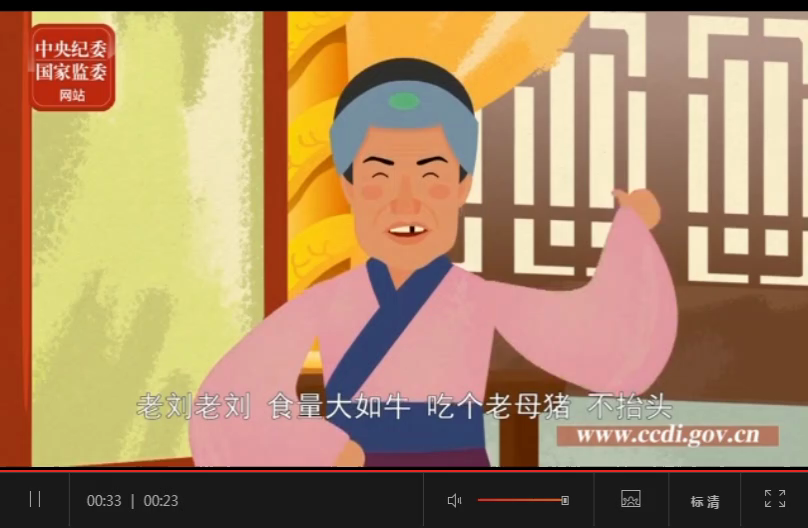 中央纪委
国家监委
网站
老刘老刘 食量大如牛 吃个老母猪 不抬头
www.ccdi.gov.cn
00:33 | 00:23
标清